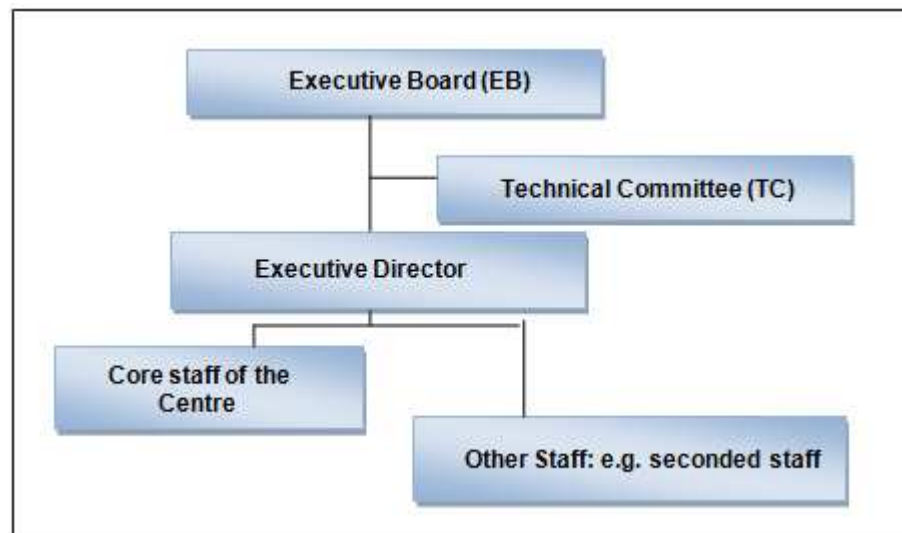 Executive Board (EB)
Technical Committee (TC)
Executive Director
Core staff of the
Centre
Other Staff: e.g. seconded staff